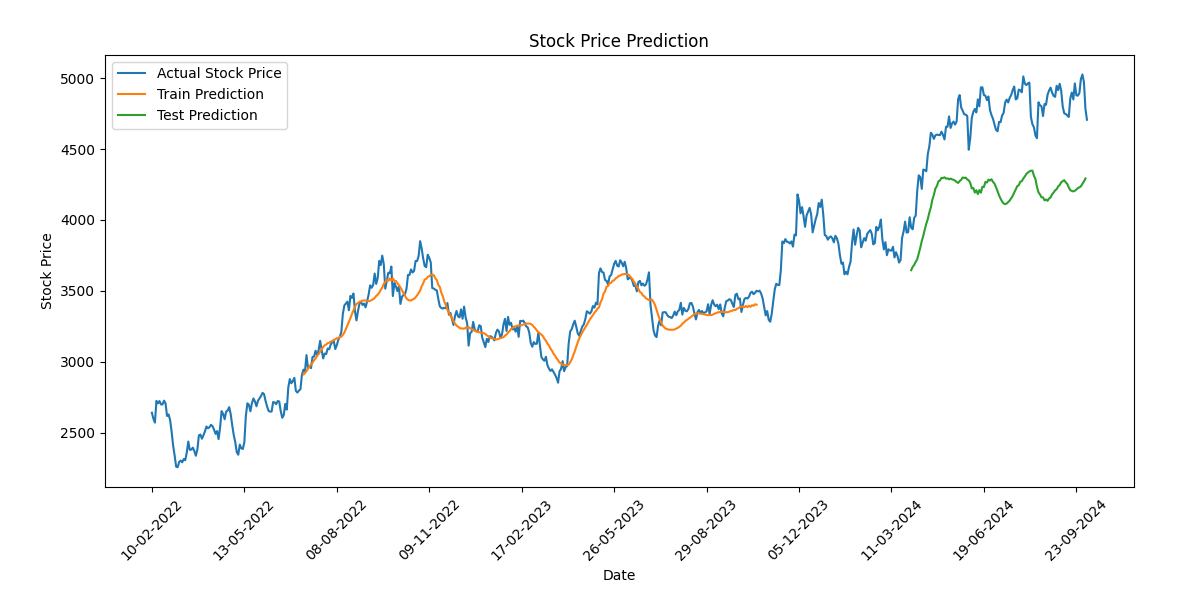 Stock Price Prediction
Actual Stock Price
Train Prediction
Test Prediction
Stock Price
5000
4500
4000
3500
3000
2500
10-02-2022
13-05-2022
08-08-2022
09-11-2022
17-02-2023
26-05-2023
29-08-2023
05-12-2023
11-03-2024
19-06-2024
23-09-2024
Date